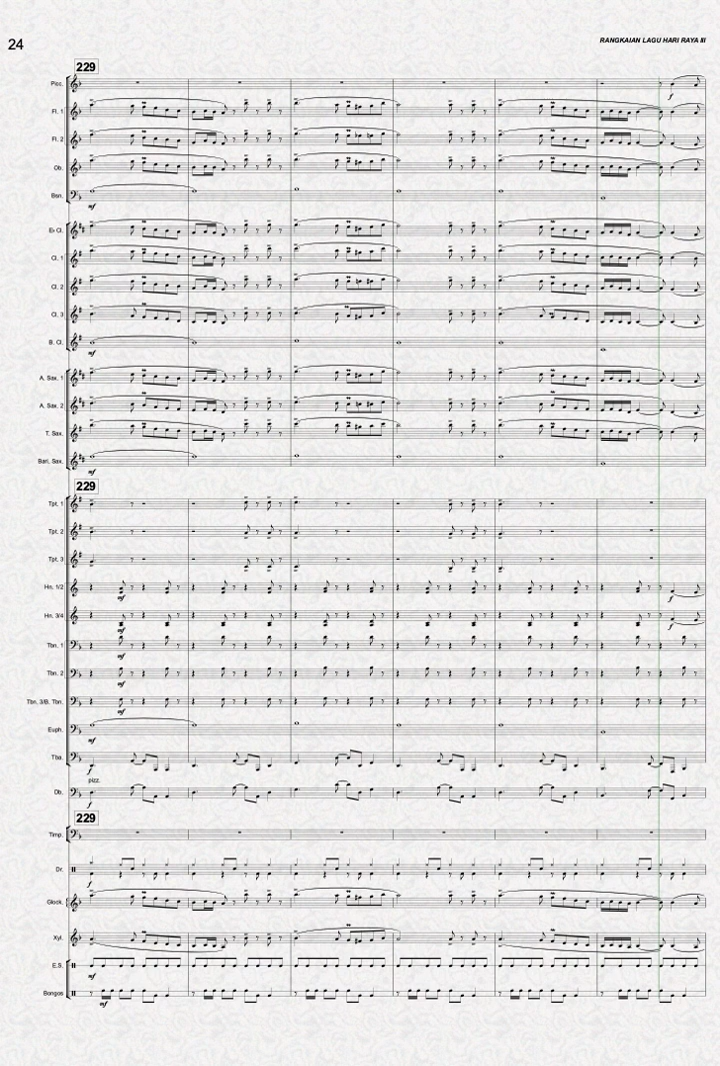 24
RANGKAIAN LAGU HARI RAYA III
229
Picc.
f
Fl. 1
Fl. 2
Ob.
Bsn.
mf
Eb Cl.
Cl. 1
Cl. 2
Cl. 3
B. Cl.
mf
A. Sax. 1
A. Sax. 2
T. Sax.
Bari. Sax.
mf
229
Tpt. 1
Tpt. 2
Tpt. 3
Hn. 1/2
mf
f
Hn. 3/4
mf
f
Tbn. 1
mf
Tbn. 2
mf
Tbn. 3/B. Tbn.
mf
Euph.
mf
Tba.
f
pizz.
Db.
f
229
Timp.
Dr.
f
Glock.
Xyl.
E.S.
mf
Bongos
mf